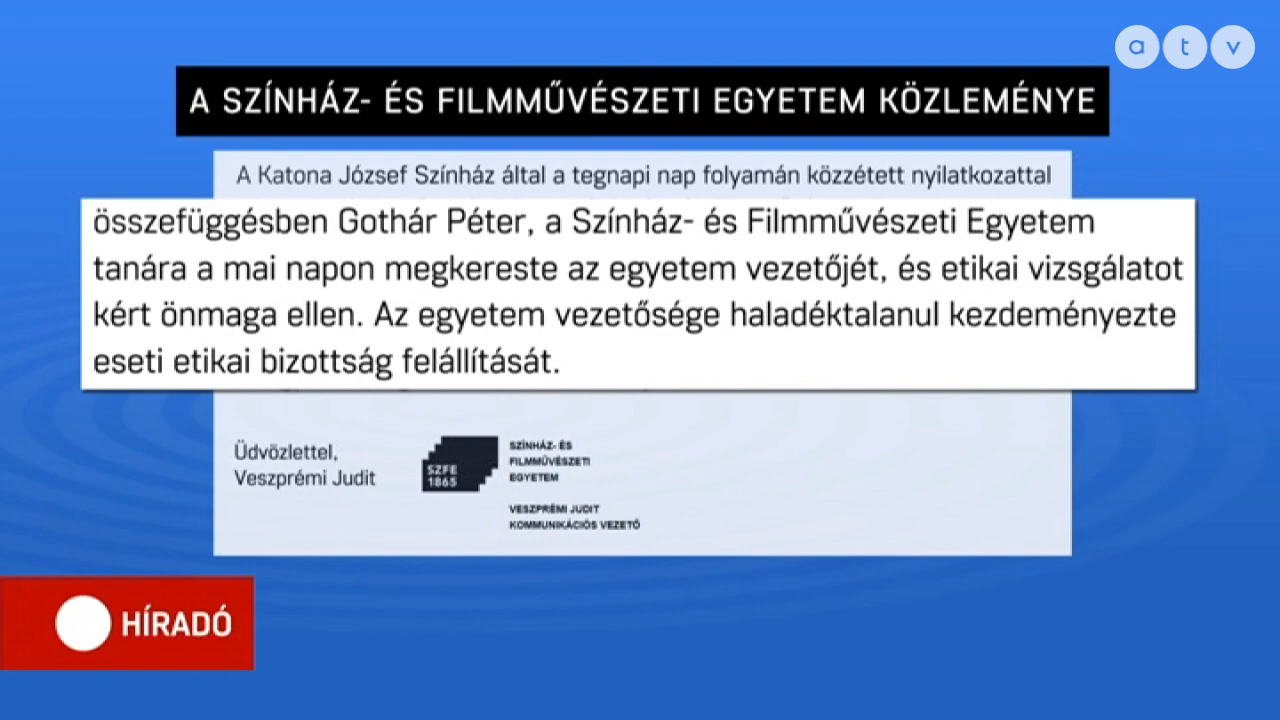 atv
A SZÍNHÁZ- ÉS FILMMŰVÉSZETI EGYETEM KÖZLEMÉNYE
A Katona József Színház által a tegnapi nap folyamán közzétett nyilatkozattal
összefüggésben Gothár Péter, a Színház- és Filmművészeti Egyetem
tanára a mai napon megkereste az egyetem vezetőjét, és etikai vizsgálatot
kért önmaga ellen. Az egyetem vezetősége haladéktalanul kezdeményezte
eseti etikai bizottság felállítását.
Üdvözlettel,
Veszprémi Judit
SZFE
1865
SZÍNHÁZ- ÉS
FILMMŰVÉSZETI
EGYETEM
VESZPRÉMI JUDIT
KOMMUNIKÁCIÓS VEZETŐ
HÍRADÓ